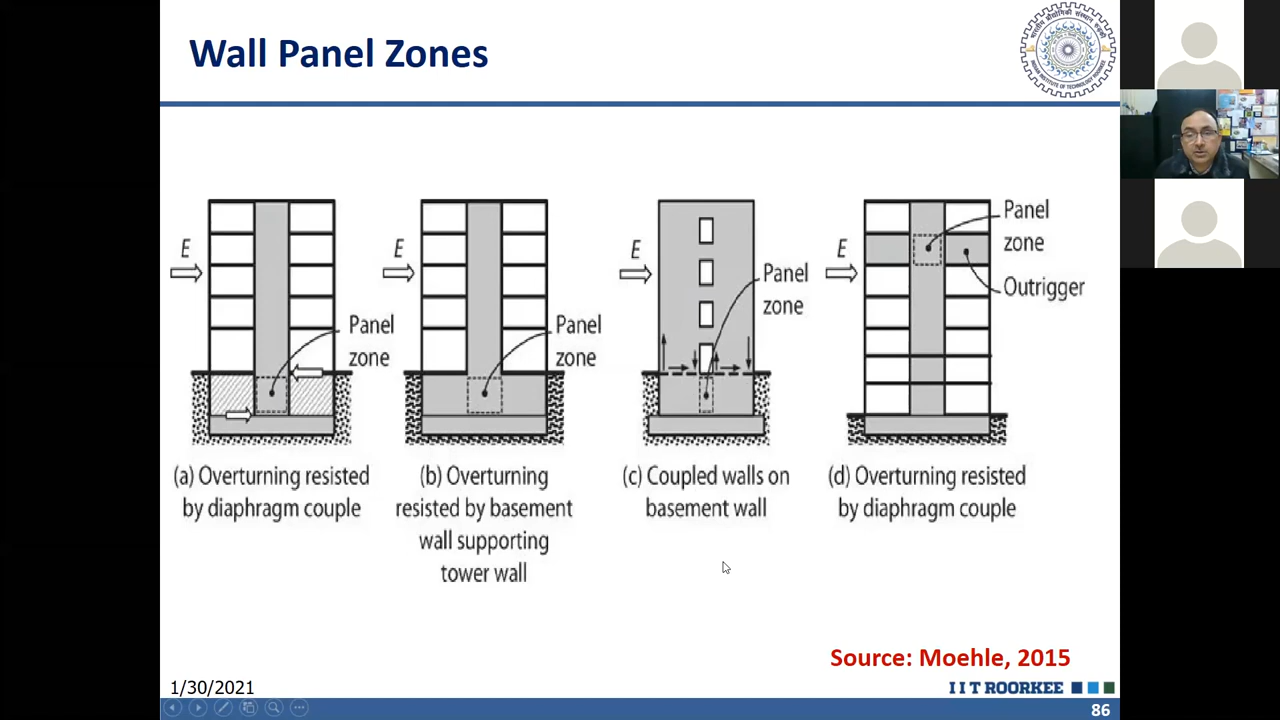 Wall Panel Zones
E
Panel
zone
(a) Overturning resisted
by diaphragm couple
E
Panel
zone
(b) Overturning
resisted by basement
wall supporting
tower wall
E
Panel
zone
(c) Coupled walls on
basement wall
E
Panel
zone
Outrigger
(d) Overturning resisted
by diaphragm couple
Source: Moehle, 2015
1/30/2021
IIT ROORKEE
86